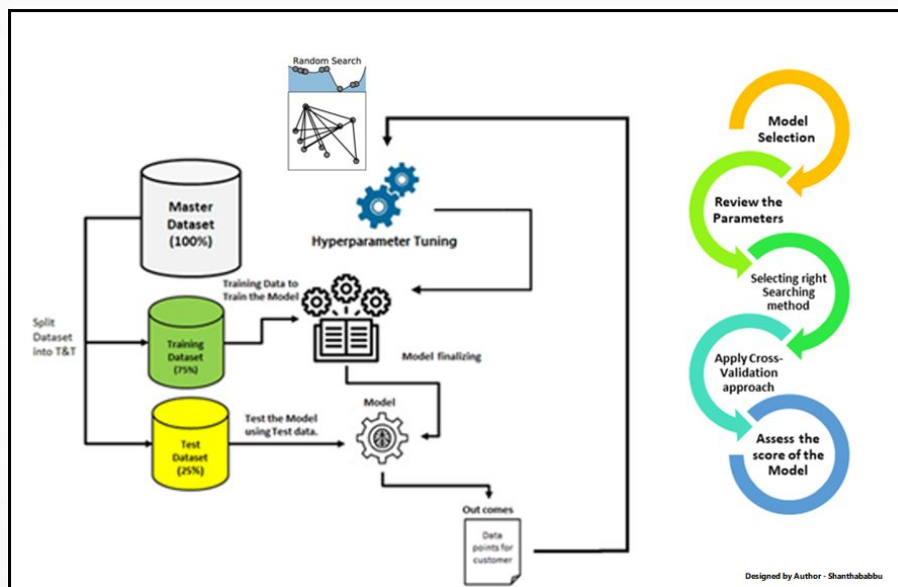 Random Search
Master
Dataset
(100%)
Hyperparameter Tuning
Training Data to
Train the Model
Split
Dataset
into T&T
Training
Dataset
(75%)
Model finalizing
Model
Test the Model
using Test data.
Test
Dataset
(25%)
Out comes
Data
points for
customer
Model
Selection
Review the
Parameters
Selecting right
Searching
method
Apply Cross-
Validation
approach
Assess the
score of the
Model
Designed by Author - Shanthababbu